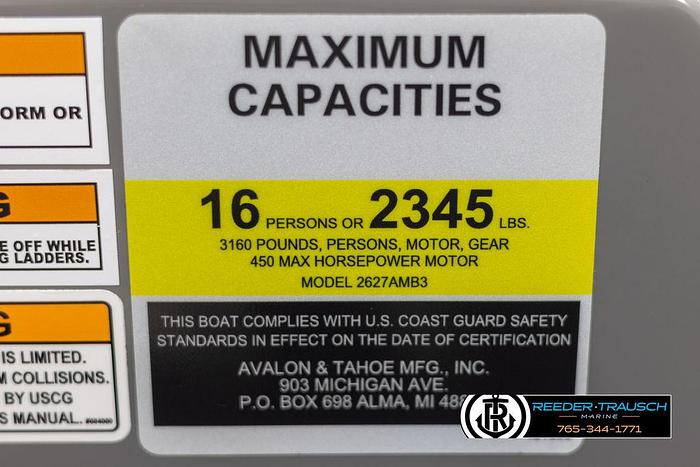 MAXIMUM
CAPACITIES
16 PERSONS OR 2345 LBS.
3160 POUNDS, PERSONS, MOTOR, GEAR
450 MAX HORSEPOWER MOTOR
MODEL 2627AMB3
THIS BOAT COMPLIES WITH U.S. COAST GUARD SAFETY
STANDARDS IN EFFECT ON THE DATE OF CERTIFICATION
AVALON & TAHOE MFG., INC.
903 MICHIGAN AVE.
P.O. BOX 698 ALMA, MI 48
ORM OR
G
E OFF WHILE
G LADDERS.
G
IS LIMITED.
M COLLISIONS.
BY USCG
S MANUAL.
REEDER-TRAUSCH
MARINE
765-344-1771